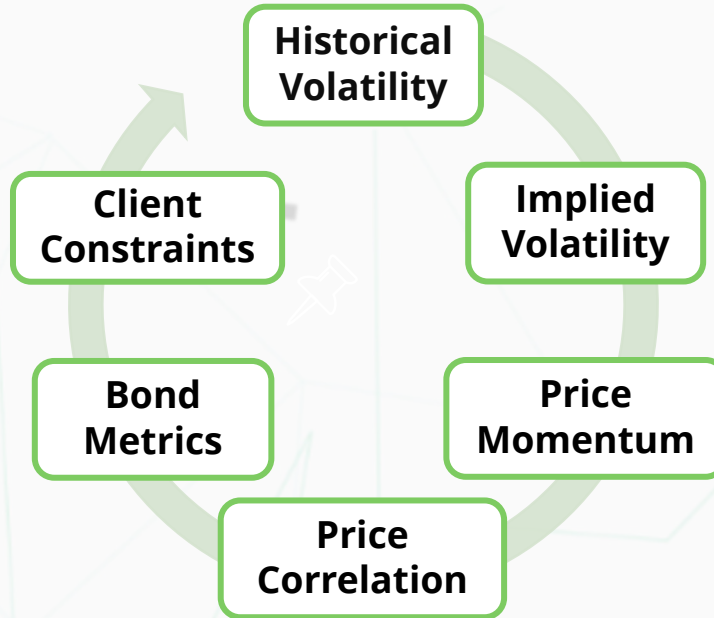 Historical
Volatility
Implied
Volatility
Price
Momentum
Price
Correlation
Bond
Metrics
Client
Constraints